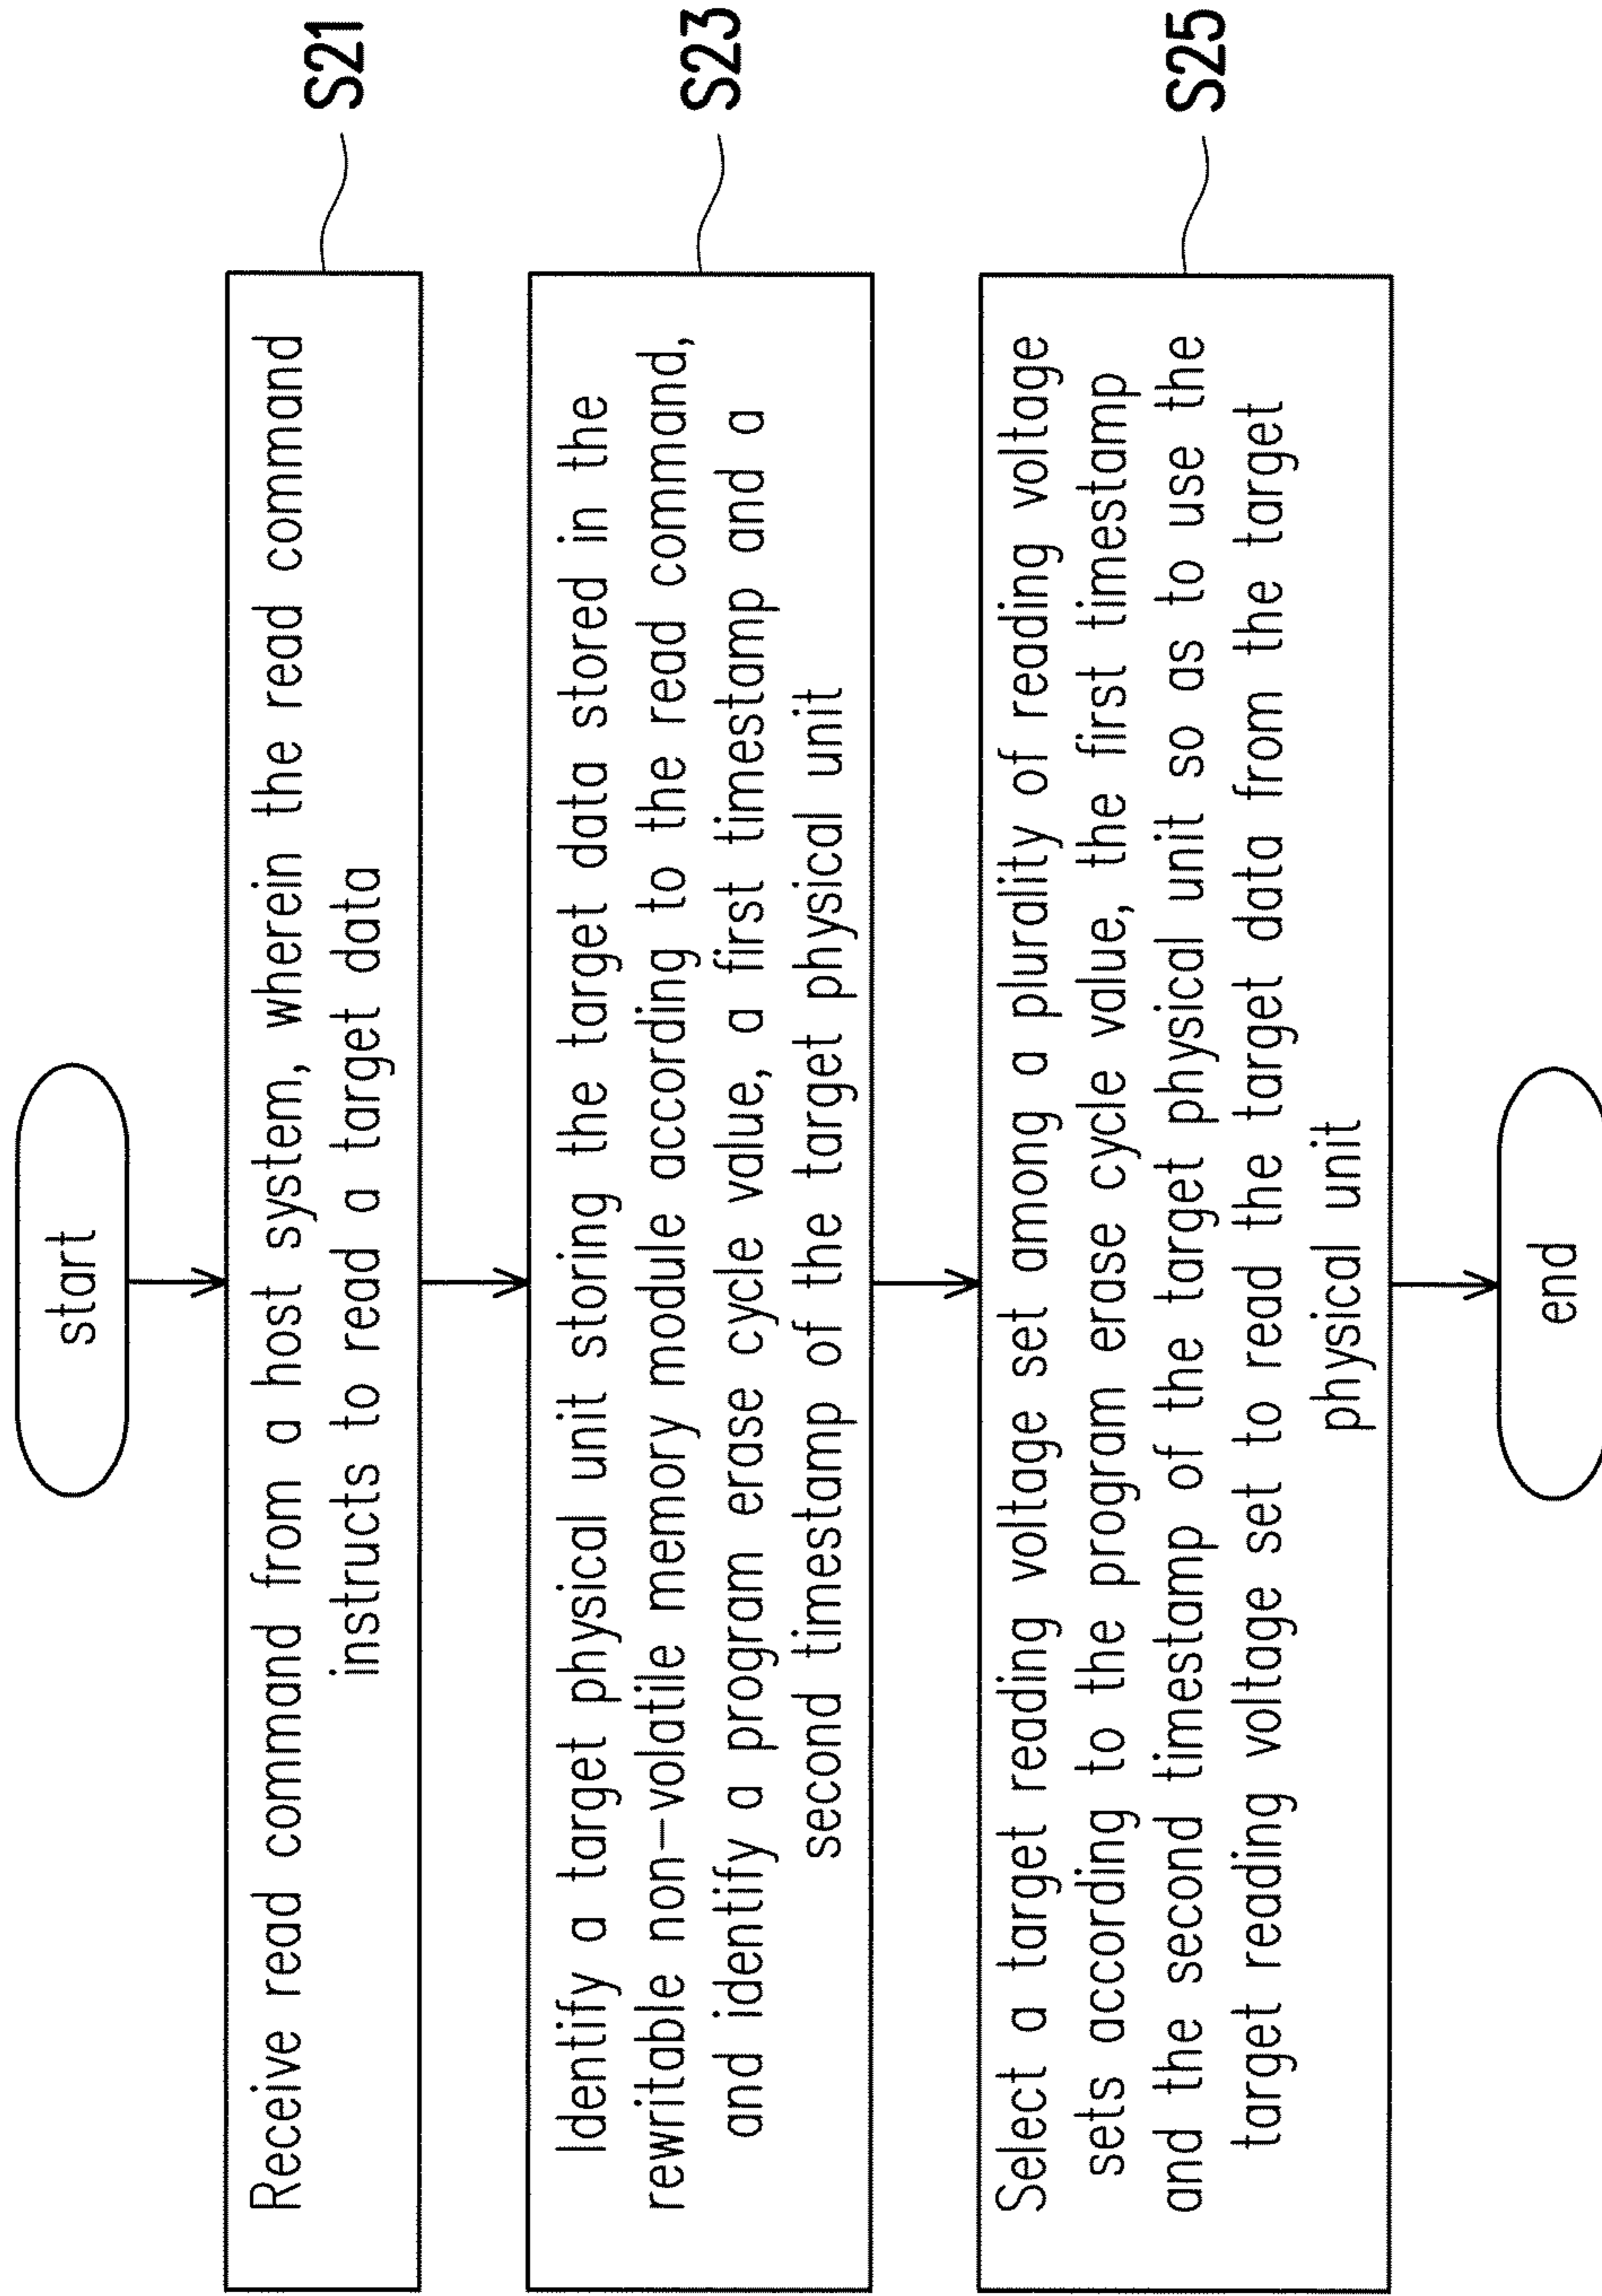 start
Receive read command from a host system, wherein the read command
instructs to read a target data
S21
Identify a target physical unit storing the target data stored in the
rewritable non-volatile memory module according to the read command,
and identify a program erase cycle value, a first timestamp and a
second timestamp of the target physical unit
S23
Select a target reading voltage set among a plurality of reading voltage
sets according to the program erase cycle value, the first timestamp
and the second timestamp of the target physical unit so as to use the
target reading voltage set to read the target data from the target
physical unit
S25
end